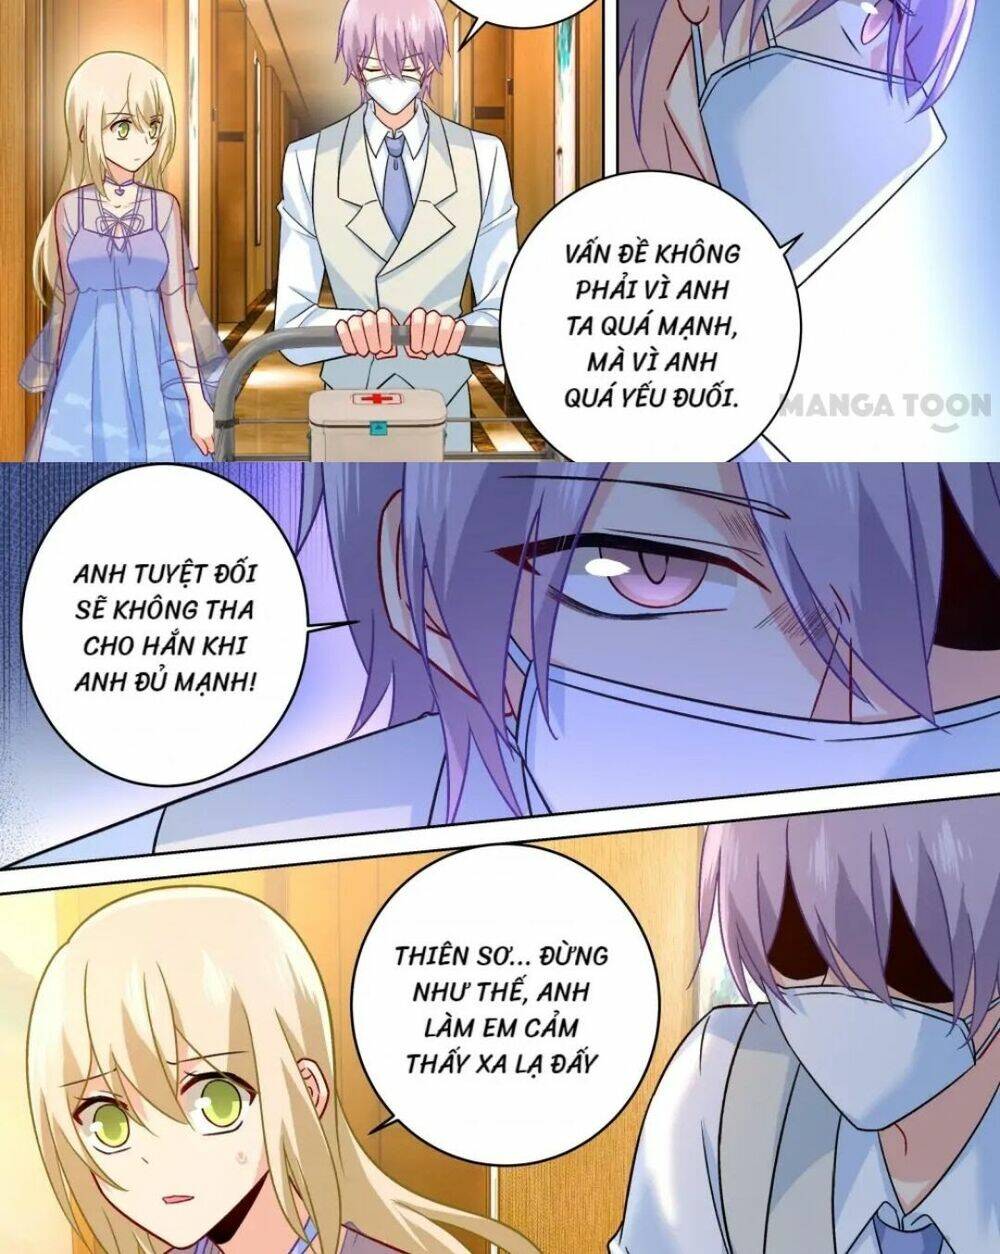 VẤN ĐỀ KHÔNG
PHẢI VÌ ANH
TA QUÁ MẠNH,
MÀ VÌ ANH
QUÁ YẾU ĐUỐI.
MANGA TOON
ANH TUYỆT ĐỐI
SẼ KHÔNG THA
CHO HẮN KHI
ANH ĐỦ MẠNH!
THIÊN SƠ... ĐỪNG
NHƯ THẾ, ANH
LÀM EM CẢM
THẤY XA LẠ ĐẤY